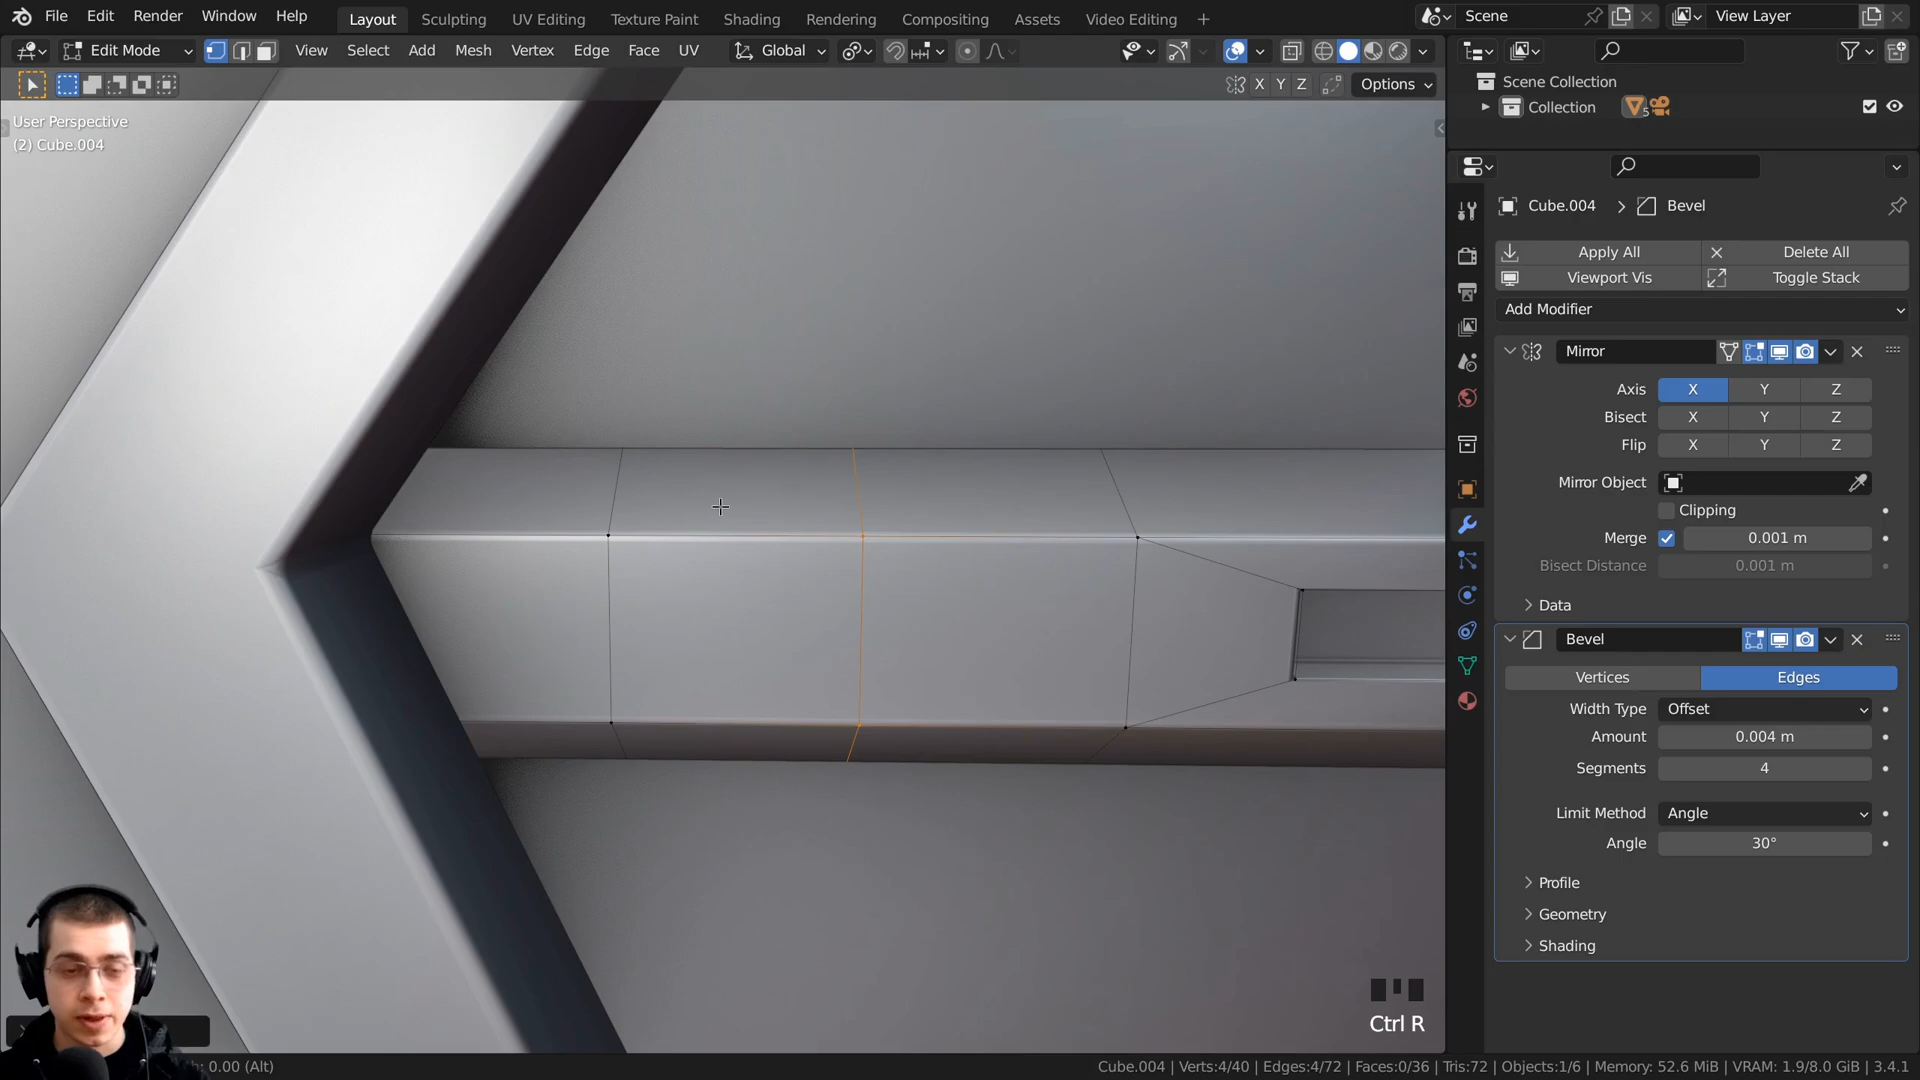 File Edit Render Window Help Layout Sculpting UV Editing Texture Paint Shading Rendering Compositing Assets Video Editing + Scene View Layer
Edit Mode View Select Add Mesh Vertex Edge Face UV Global
X Y Z Options
User Perspective
(2) Cube.004
Scene Collection
Collection 5
Cube.004 > Bevel
Apply All Delete All
Viewport Vis Toggle Stack
Add Modifier
Mirror
Axis X Y Z
Bisect X Y Z
Flip X Y Z
Mirror Object
Clipping
Merge 0.001 m
Bisect Distance 0.001 m
Data
Bevel
Vertices Edges
Width Type Offset
Amount 0.004 m
Segments 4
Limit Method Angle
Angle 30°
Profile
Geometry
Shading
Ctrl R
0.00 (Alt)
Cube.004 | Verts:4/40 | Edges:4/72 | Faces:0/36 | Tris:72 | Objects:1/6 | Memory: 52.6 MiB | VRAM: 1.9/8.0 GiB | 3.4.1